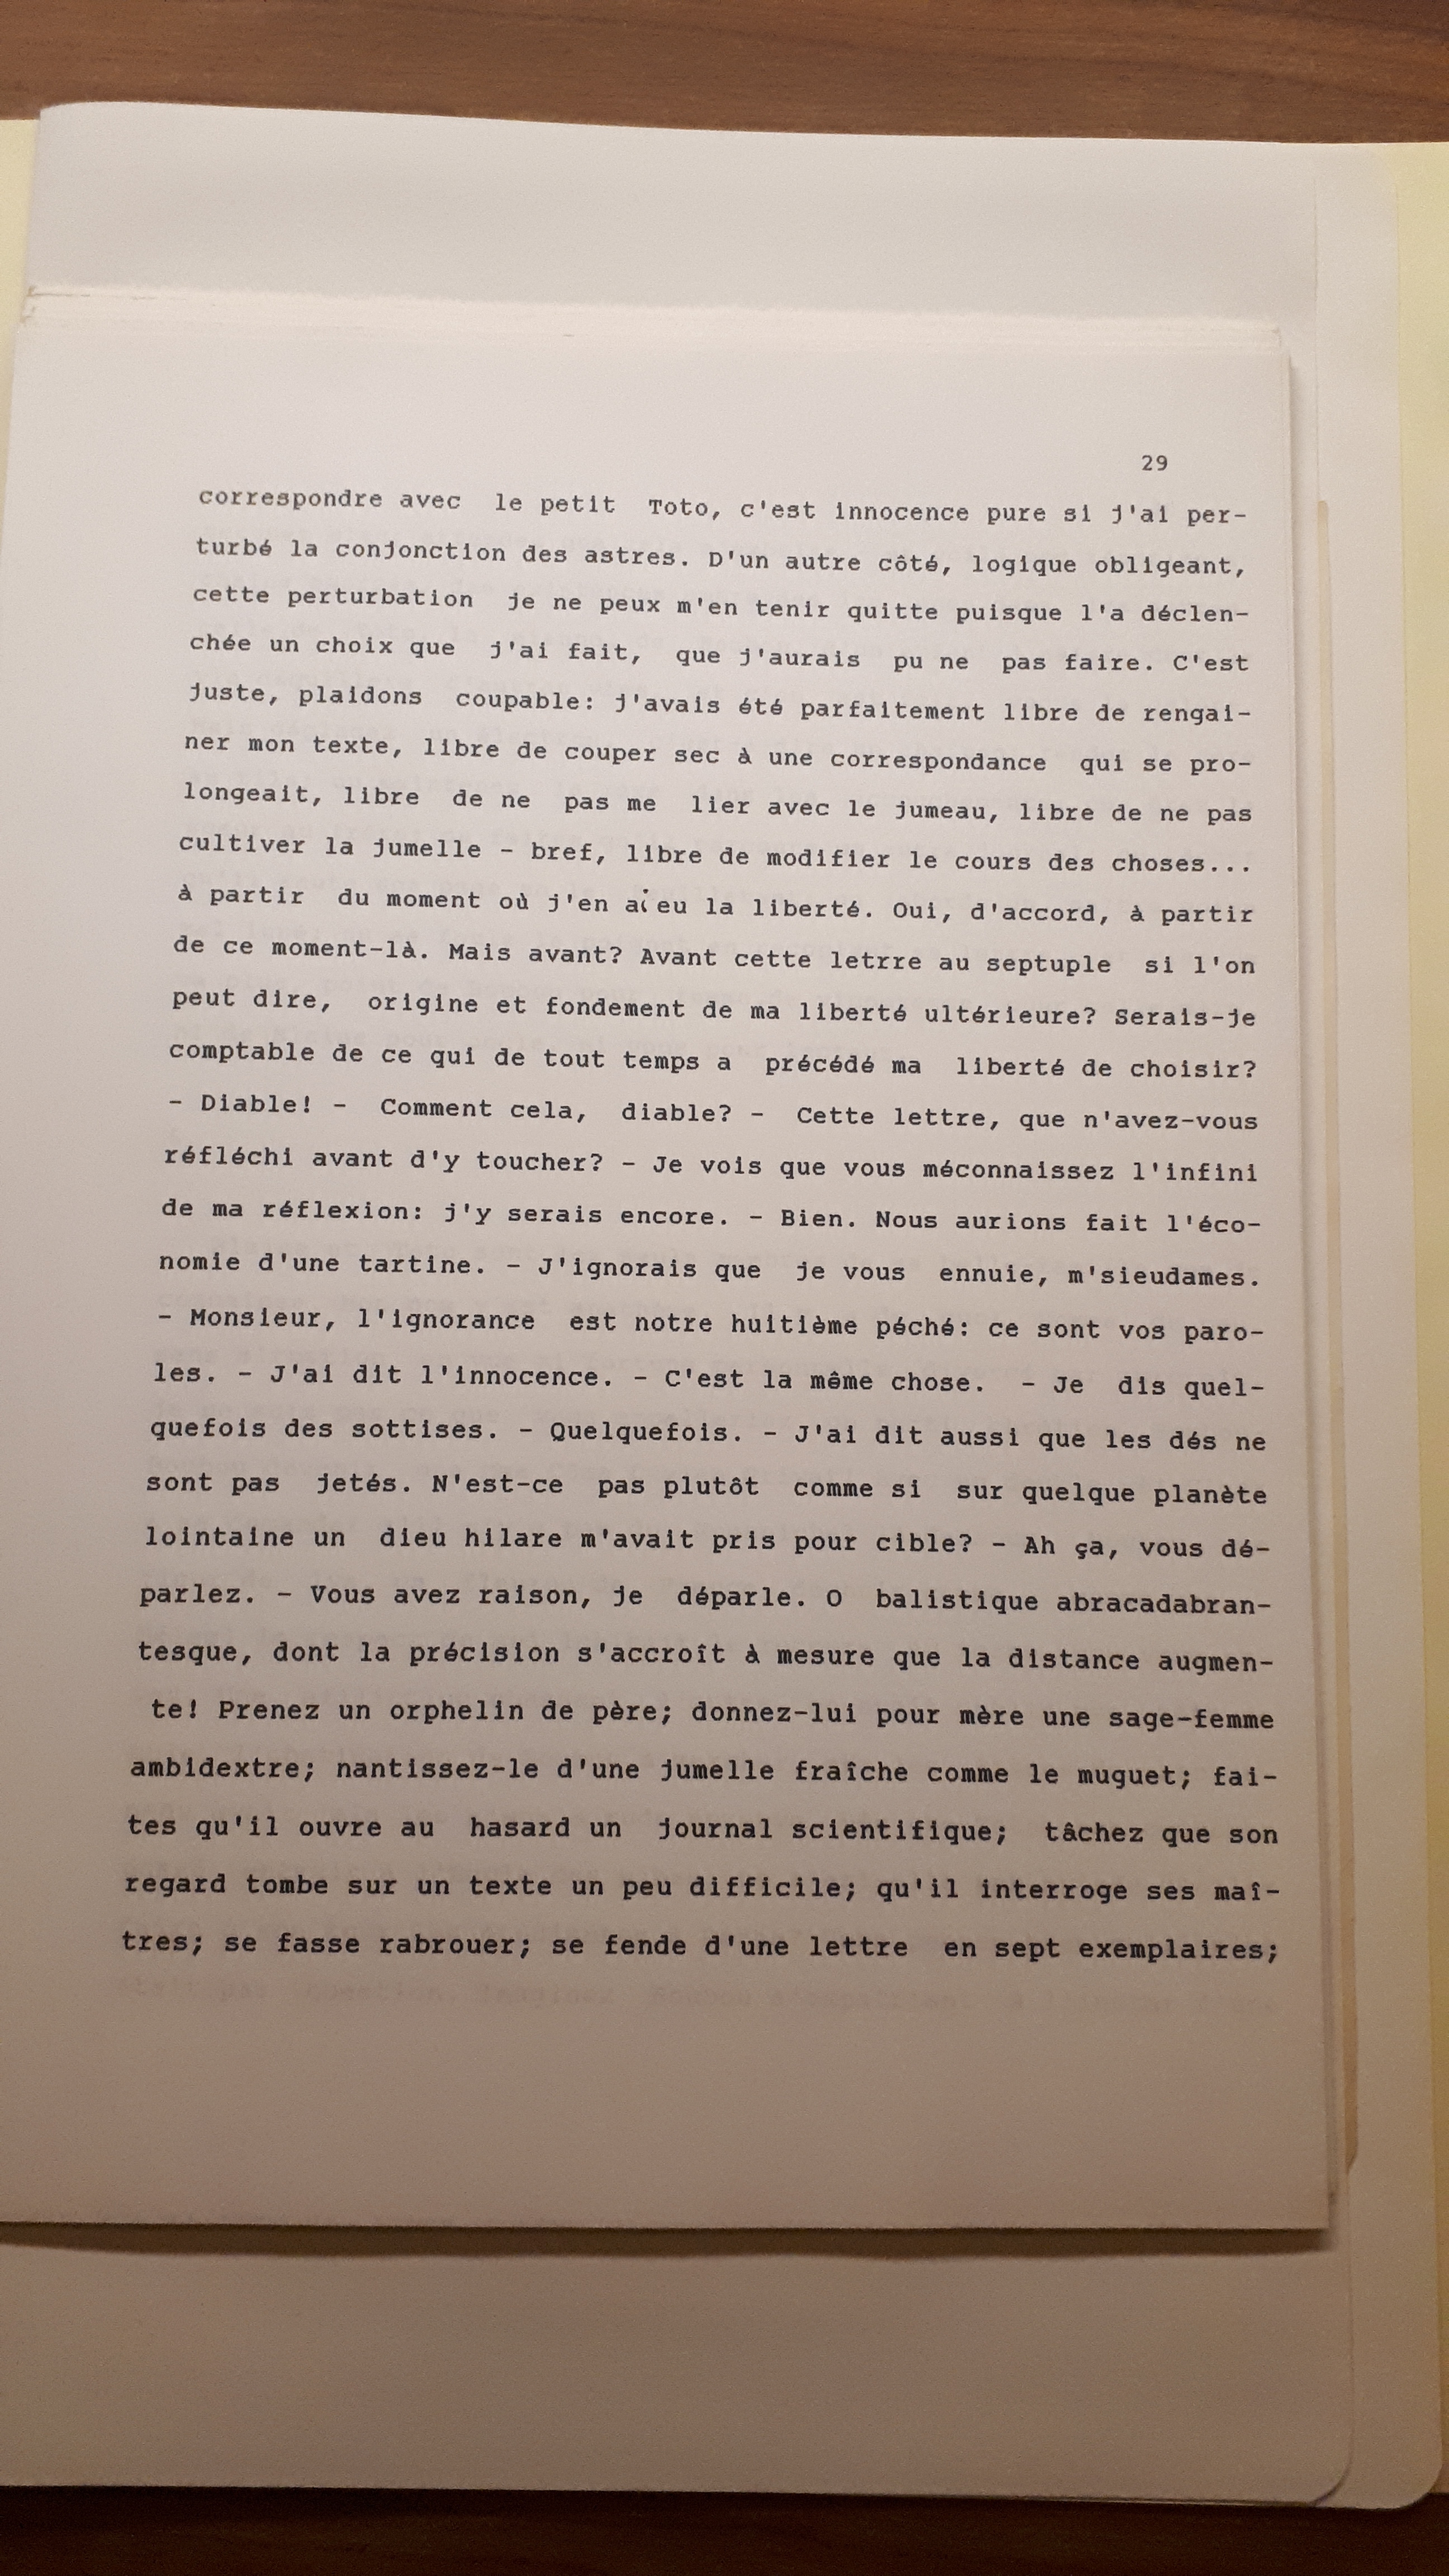 29
correspondre avec le petit Toto, c'est innocence pure si j'ai per-
turbé la conjonction des astres. D'un autre côté, logique obligeant,
cette perturbation je ne peux m'en tenir quitte puisque l'a déclen-
chée un choix que j'ai fait, que j'aurais pu ne pas faire. C'est
juste, plaidons coupable: j'avais été parfaitement libre de rengai-
ner mon texte, libre de couper sec à une correspondance qui se pro-
longeait, libre de ne pas me lier avec le jumeau, libre de ne pas
cultiver la jumelle - bref, libre de modifier le cours des choses...
à partir du moment où j'en ai eu la liberté. Oui, d'accord, à partir
de ce moment-là. Mais avant? Avant cette letrre au septuple si l'on
peut dire, origine et fondement de ma liberté ultérieure? Serais-je
comptable de ce qui de tout temps a précédé ma liberté de choisir?
- Diable! - Comment cela, diable? - Cette lettre, que n'avez-vous
réfléchi avant d'y toucher? - Je vois que vous méconnaissez l'infini
de ma réflexion: j'y serais encore. - Bien. Nous aurions fait l'éco-
nomie d'une tartine. - J'ignorais que je vous ennuie, m'sieudames.
- Monsieur, l'ignorance est notre huitième péché: ce sont vos paro-
les. - J'ai dit l'innocence. - C'est la même chose. - Je dis quel-
quefois des sottises. - Quelquefois. - J'ai dit aussi que les dés ne
sont pas jetés. N'est-ce pas plutôt comme si sur quelque planète
lointaine un dieu hilare m'avait pris pour cible? - Ah ça, vous dé-
parlez. - Vous avez raison, je déparle. O balistique abracadabran-
tesque, dont la précision s'accroît à mesure que la distance augmen-
te! Prenez un orphelin de père; donnez-lui pour mère une sage-femme
ambidextre; nantissez-le d'une jumelle fraîche comme le muguet; fai-
tes qu'il ouvre au hasard un journal scientifique; tâchez que son
regard tombe sur un texte un peu difficile; qu'il interroge ses maî-
tres; se fasse rabrouer; se fende d'une lettre en sept exemplaires;